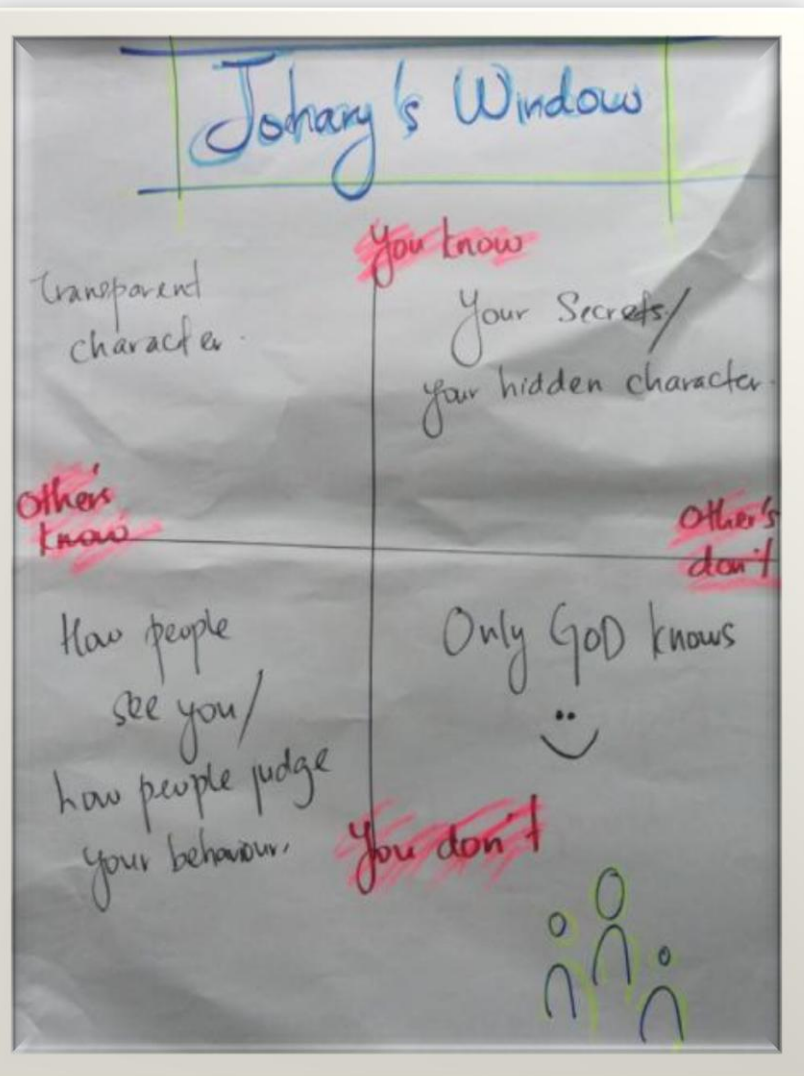 Johary's Window
You know
Transparent
character.
Your Secrets/
your hidden character.
Other's
know
Other's
don't
How people
see you/
how people judge
your behaviour.
Only GOD knows
You don't